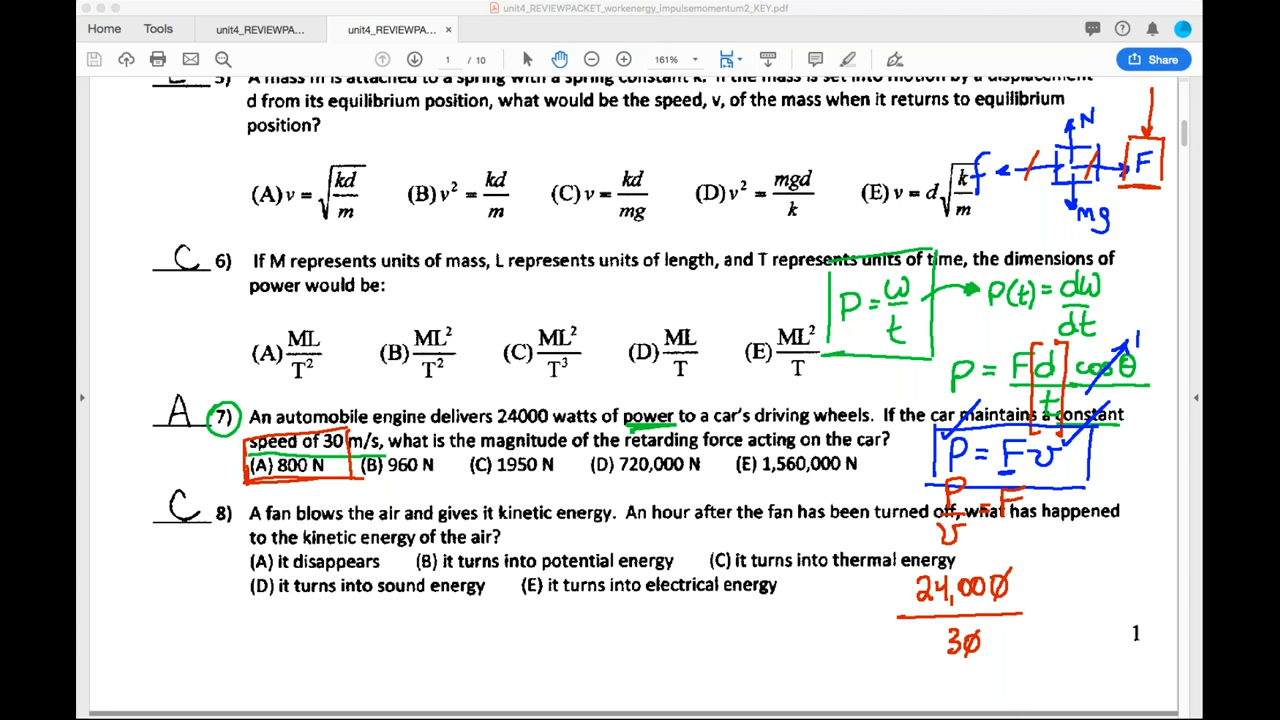 unit4_REVIEWPACKET_workenergy_impulsemomentum2_KEY.pdf
Home Tools unit4_REVIEWPA... unit4_REVIEWPA... ×
1 / 10 161% Share
5) A mass m is attached to a spring with a spring constant k. If the mass is set into motion by a displacement
d from its equilibrium position, what would be the speed, v, of the mass when it returns to equilibrium
position?
(A) v = √(kd/m) (B) v² = kd/m (C) v = kd/mg (D) v² = mgd/k (E) v = d√(k/m)
N
f F
mg
C 6) If M represents units of mass, L represents units of length, and T represents units of time, the dimensions of
power would be:
P = W/t → P(t) = dW/dt
(A) ML/T² (B) ML²/T² (C) ML²/T³ (D) ML/T (E) ML²/T
P = F[d/t] cosθ 1
A 7) An automobile engine delivers 24000 watts of power to a car's driving wheels. If the car maintains a constant
speed of 30 m/s, what is the magnitude of the retarding force acting on the car?
(A) 800 N (B) 960 N (C) 1950 N (D) 720,000 N (E) 1,560,000 N
P = Fv
P/v = F
C 8) A fan blows the air and gives it kinetic energy. An hour after the fan has been turned off, what has happened
to the kinetic energy of the air?
(A) it disappears (B) it turns into potential energy (C) it turns into thermal energy
(D) it turns into sound energy (E) it turns into electrical energy
24,000
30
1